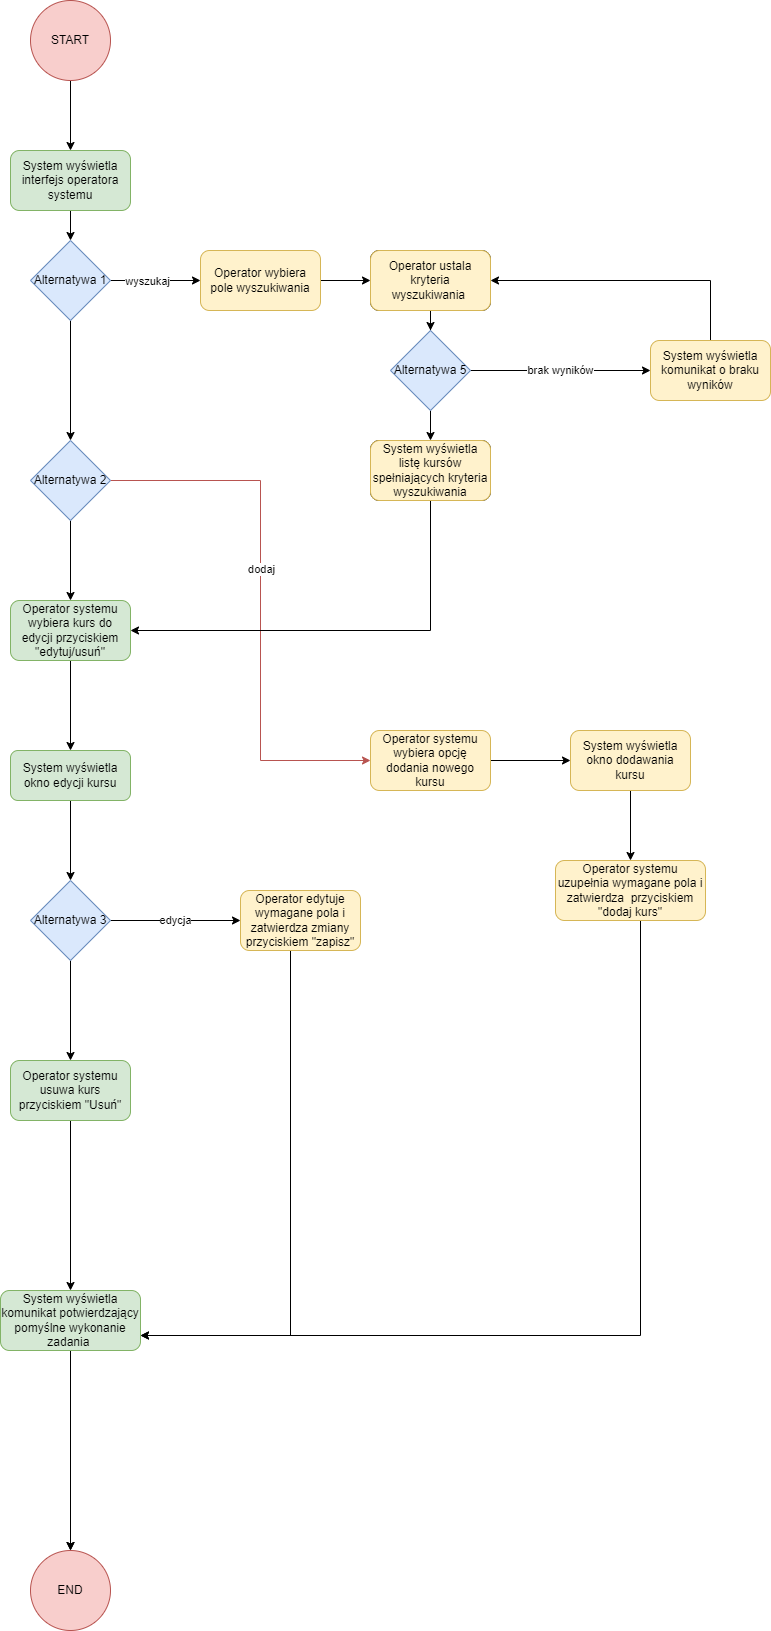 START
System wyświetla
interfejs operatora
systemu
Alternatywa 1
wyszukaj
Operator wybiera
pole wyszukiwania
Operator ustala
kryteria
wyszukiwania
Alternatywa 5
brak wyników
System wyświetla
komunikat o braku
wyników
System wyświetla
listę kursów
spełniających kryteria
wyszukiwania
Alternatywa 2
dodaj
Operator systemu
wybiera kurs do
edycji przyciskiem
"edytuj/usuń"
Operator systemu
wybiera opcję
dodania nowego
kursu
System wyświetla
okno dodawania
kursu
System wyświetla
okno edycji kursu
Operator systemu
uzupełnia wymagane pola i
zatwierdza  przyciskiem
"dodaj kurs"
Alternatywa 3
edycja
Operator edytuje
wymagane pola i
zatwierdza zmiany
przyciskiem "zapisz"
Operator systemu
usuwa kurs
przyciskiem "Usuń"
System wyświetla
komunikat potwierdzający
pomyślne wykonanie
zadania
END